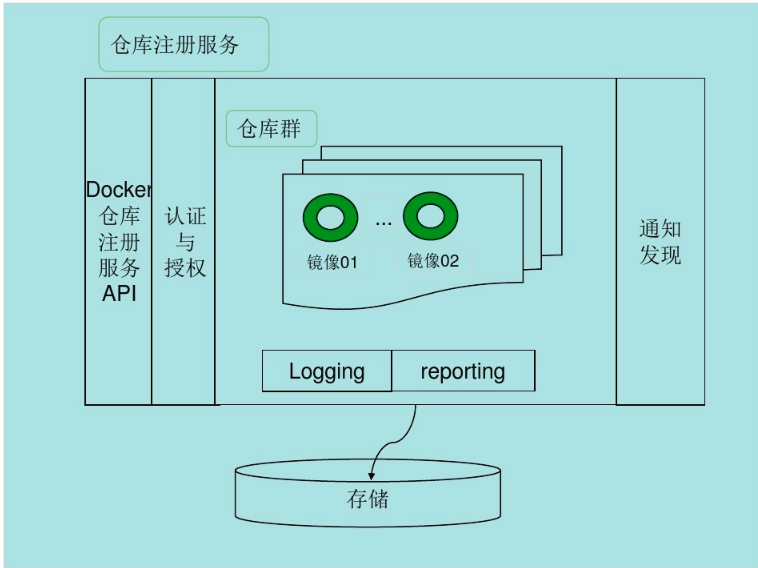 仓库注册服务
Docker
仓库
注册
服务
API
认证
与
授权
仓库群
...
镜像01
镜像02
Logging
reporting
通知
发现
存储